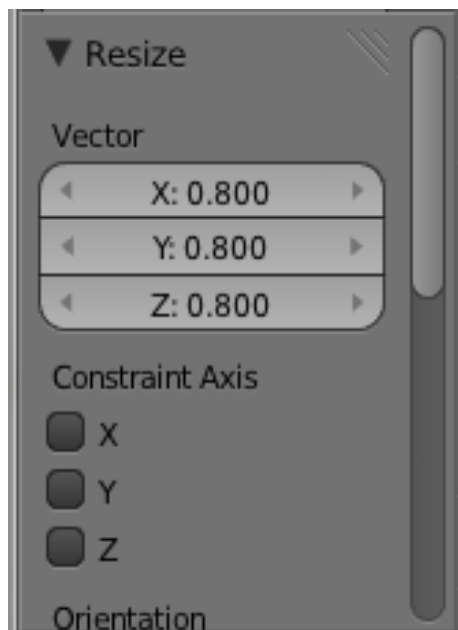 Resize
Vector
X: 0.800
Y: 0.800
Z: 0.800
Constraint Axis
X
Y
Z
Orientation